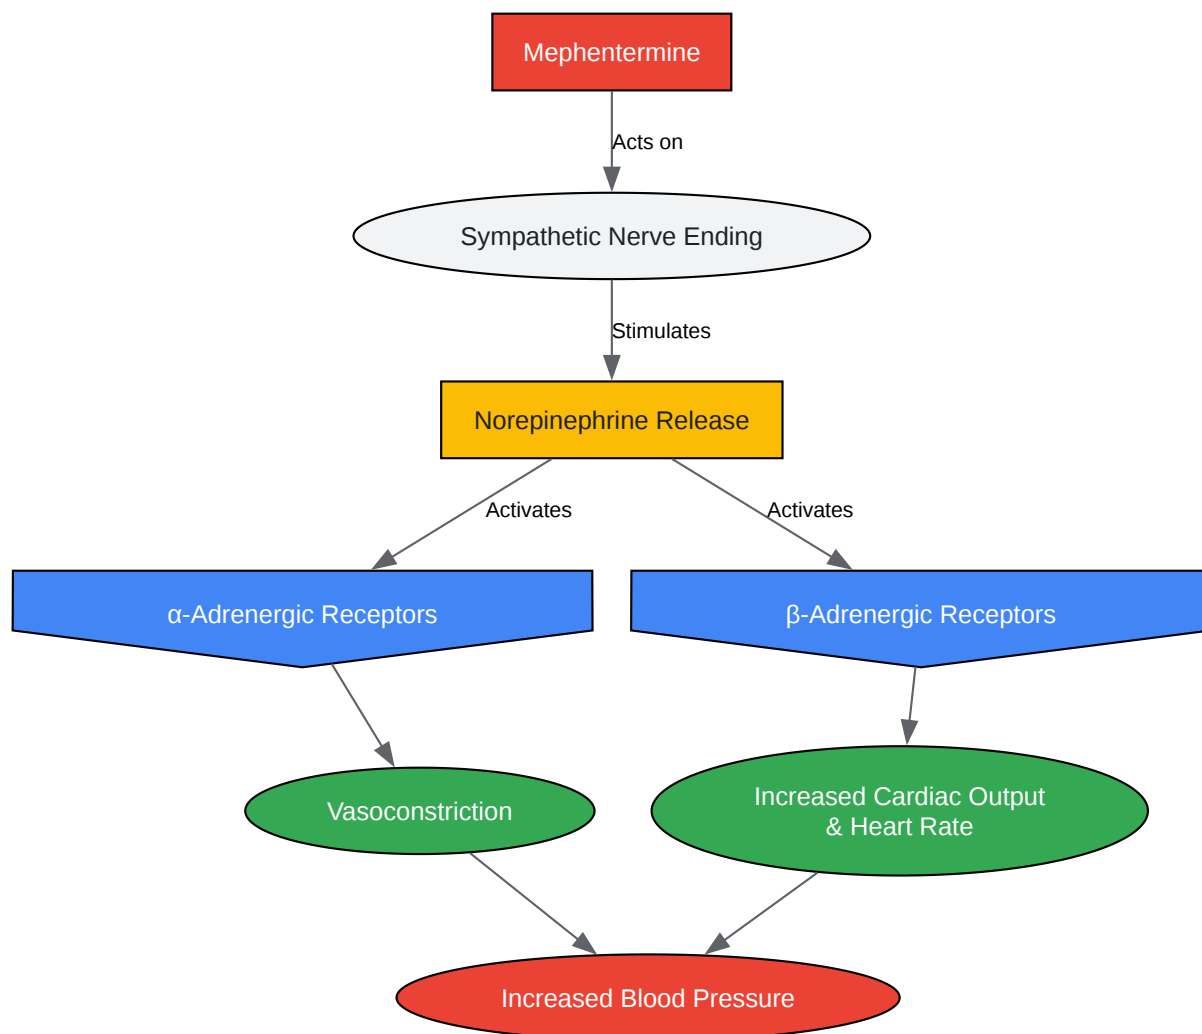 Mephentermine
Acts on
Sympathetic Nerve Ending
Stimulates
Norepinephrine Release
Activates
Activates
α-Adrenergic Receptors
β-Adrenergic Receptors
Vasoconstriction
Increased Cardiac Output
& Heart Rate
Increased Blood Pressure